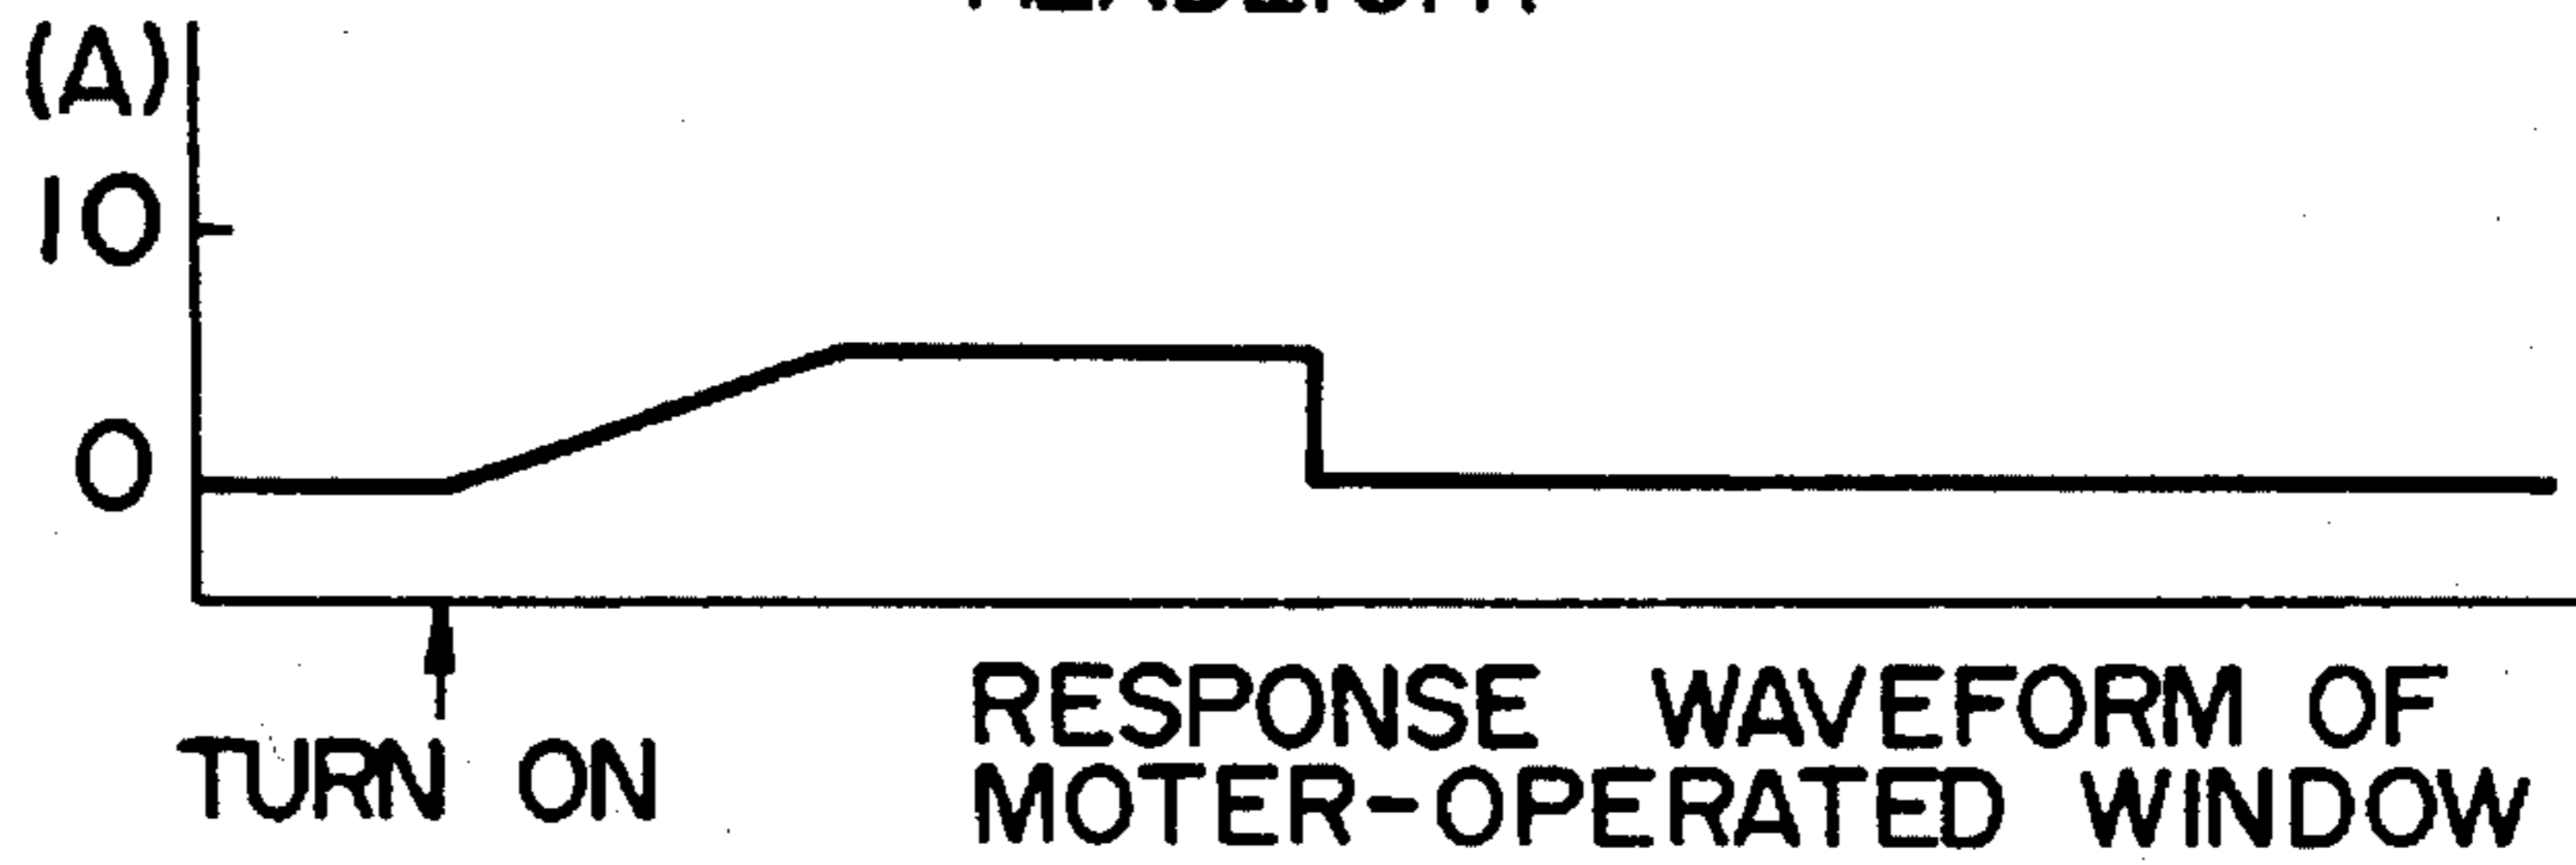 (A)
10
0
TURN ON
RESPONSE WAVEFORM OF
MOTER-OPERATED WINDOW